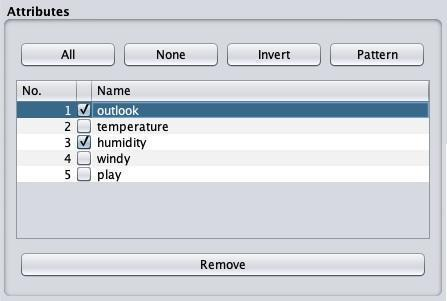 Attributes
All None Invert Pattern
No. Name
1 outlook
2 temperature
3 humidity
4 windy
5 play
Remove